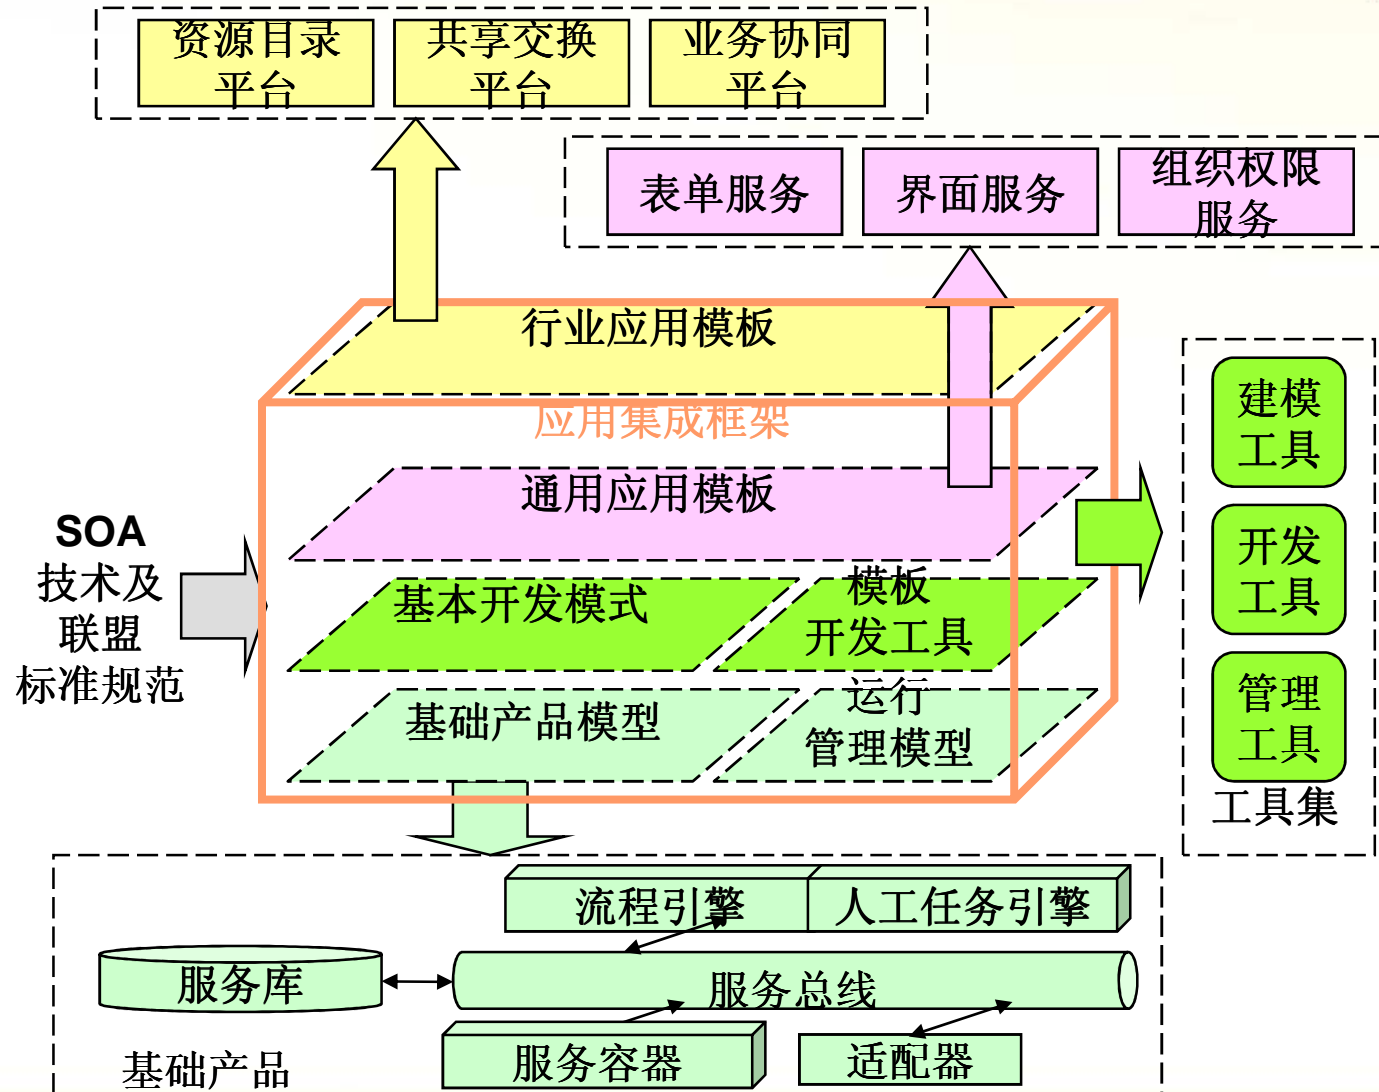 资源目录
平台
共享交换
平台
业务协同
平台
表单服务
界面服务
组织权限
服务
行业应用模板
应用集成框架
通用应用模板
SOA
技术及
联盟
标准规范
基本开发模式
模板
开发工具
基础产品模型
运行
管理模型
建模
工具
开发
工具
管理
工具
工具集
流程引擎
人工任务引擎
服务库
服务总线
服务容器
适配器
基础产品